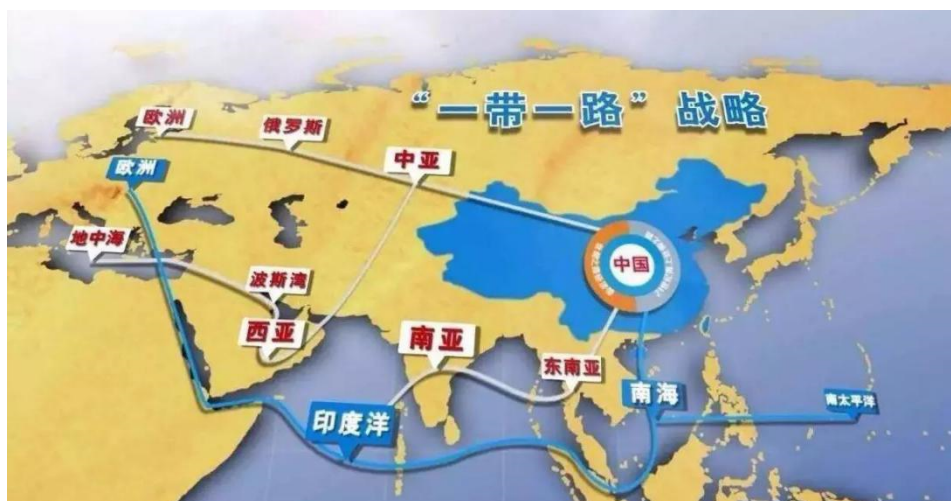 “一带一路”战略
欧洲
俄罗斯
中亚
欧洲
地中海
波斯湾
西亚
南亚
东南亚
中国
印度洋
南海
南太平洋